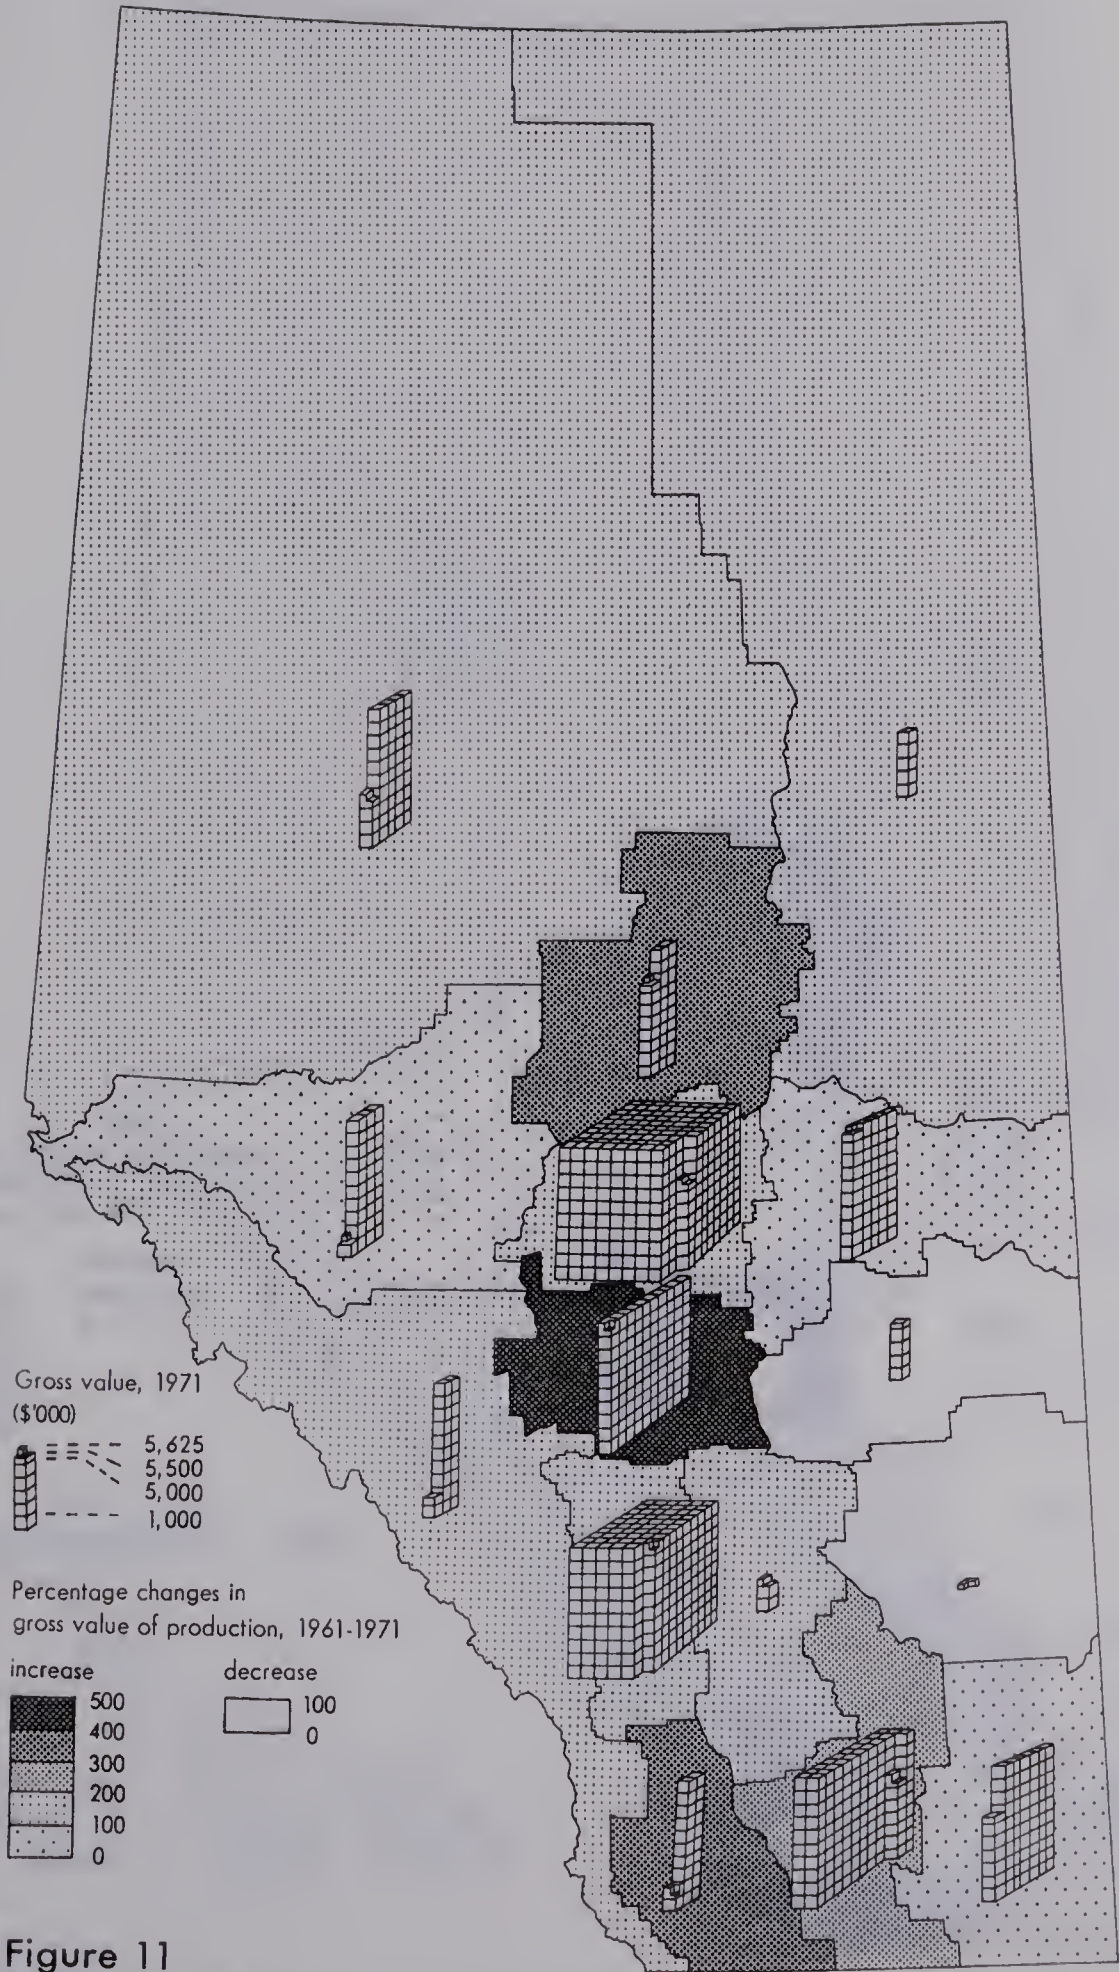 Gross value, 1971
($'000)
5,625
5,500
5,000
1,000
Percentage changes in
gross value of production, 1961-1971
increase
500
400
300
200
100
0
decrease
100
0
Figure 11